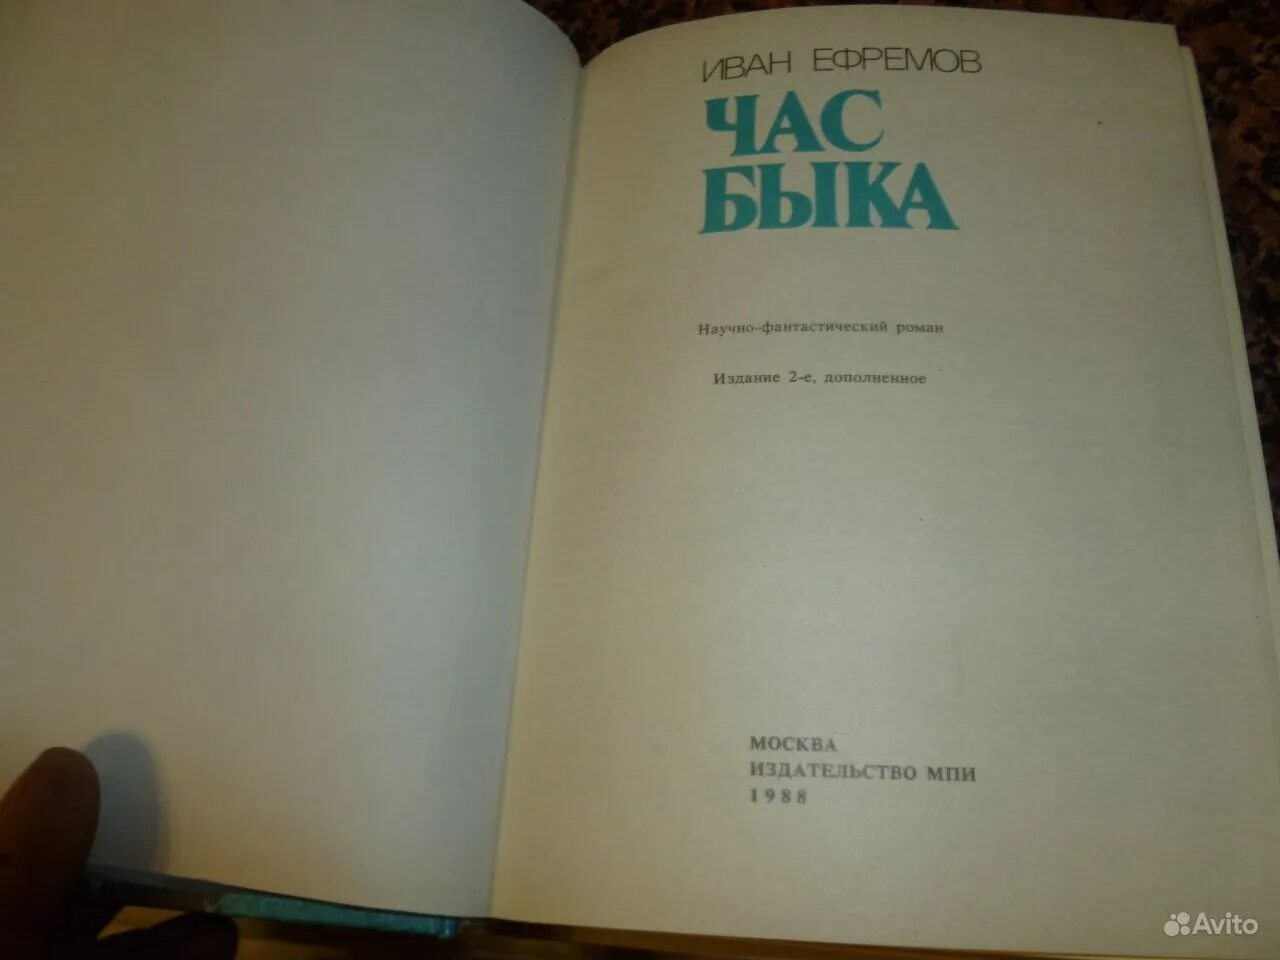 ИВАН ЕФРЕМОВ
ЧАС
БЫКА
Научно-фантастический роман
Издание 2-е, дополненное
МОСКВА
ИЗДАТЕЛЬСТВО МПИ
1988
Avito